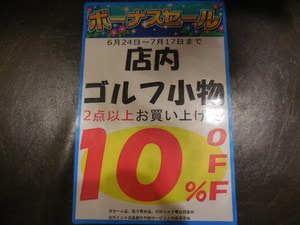 ボーナスセール
6月24日～7月17日まで
店内
ゴルフ小物
2点以上お買い上げで
10%OFF